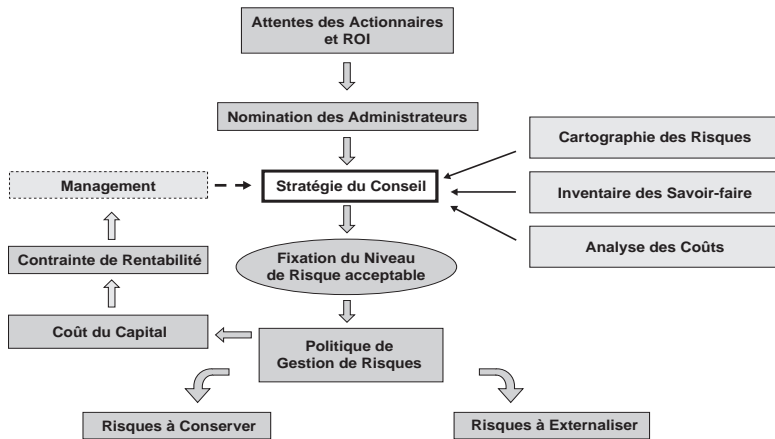 Attentes des Actionnaires
et ROI
Nomination des Administrateurs
Cartographie des Risques
Management
Stratégie du Conseil
Inventaire des Savoir-faire
Analyse des Coûts
Contrainte de Rentabilité
Fixation du Niveau
de Risque acceptable
Coût du Capital
Politique de
Gestion de Risques
Risques à Conserver
Risques à Externaliser